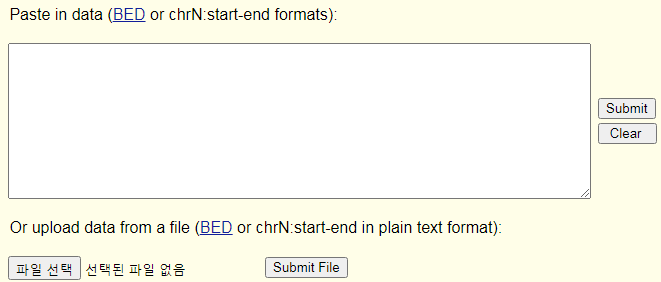 Paste in data (BED or chrN:start-end formats):
Submit
Clear
Or upload data from a file (BED or chrN:start-end in plain text format):
파일 선택 선택된 파일 없음 Submit File